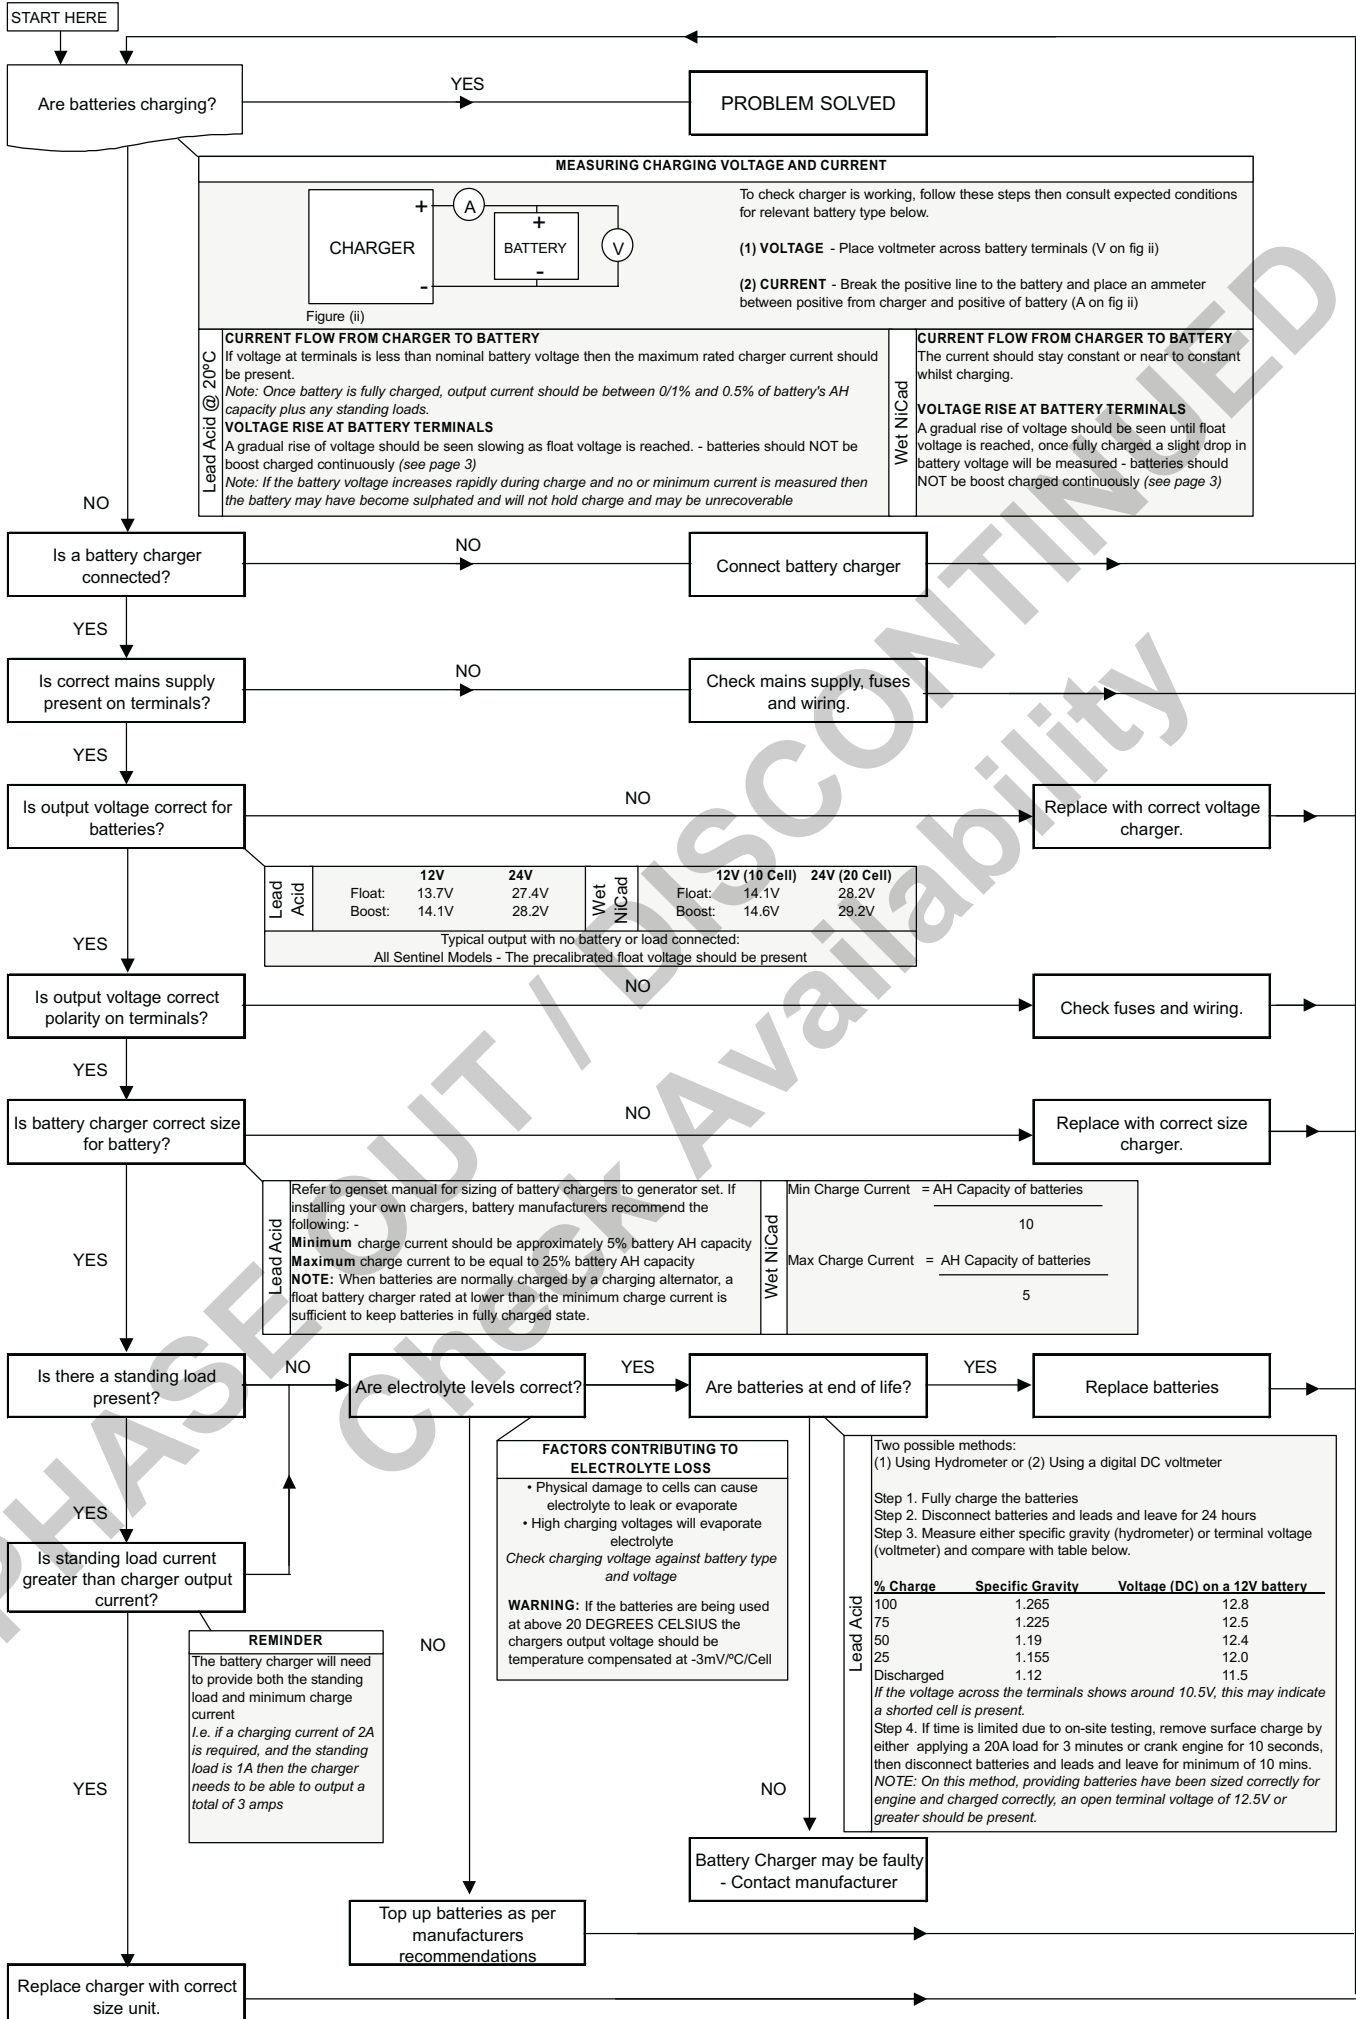 START HERE
Are batteries charging?
YES
PROBLEM SOLVED
MEASURING CHARGING VOLTAGE AND CURRENT
CHARGER
+
-
A
+
BATTERY
-
V
Figure (ii)
To check charger is working, follow these steps then consult expected conditions
for relevant battery type below.
(1) VOLTAGE - Place voltmeter across battery terminals (V on fig ii)
(2) CURRENT - Break the positive line to the battery and place an ammeter
between positive from charger and positive of battery (A on fig ii)
Lead Acid @ 20ºC
CURRENT FLOW FROM CHARGER TO BATTERY
If voltage at terminals is less than nominal battery voltage then the maximum rated charger current should
be present.
Note: Once battery is fully charged, output current should be between 0/1% and 0.5% of battery's AH
capacity plus any standing loads.
VOLTAGE RISE AT BATTERY TERMINALS
A gradual rise of voltage should be seen slowing as float voltage is reached. - batteries should NOT be
boost charged continuously (see page 3)
Note: If the battery voltage increases rapidly during charge and no or minimum current is measured then
the battery may have become sulphated and will not hold charge and may be unrecoverable
Wet NiCad
CURRENT FLOW FROM CHARGER TO BATTERY
The current should stay constant or near to constant
whilst charging.
VOLTAGE RISE AT BATTERY TERMINALS
A gradual rise of voltage should be seen until float
voltage is reached, once fully charged a slight drop in
battery voltage will be measured - batteries should
NOT be boost charged continuously (see page 3)
NO
Is a battery charger
connected?
NO
Connect battery charger
YES
Is correct mains supply
present on terminals?
NO
Check mains supply, fuses
and wiring.
YES
Is output voltage correct for
batteries?
NO
Replace with correct voltage
charger.
Lead
Acid
12V 24V
Float: 13.7V 27.4V
Boost: 14.1V 28.2V
Wet
NiCad
12V (10 Cell) 24V (20 Cell)
Float: 14.1V 28.2V
Boost: 14.6V 29.2V
Typical output with no battery or load connected:
All Sentinel Models - The precalibrated float voltage should be present
YES
Is output voltage correct
polarity on terminals?
NO
Check fuses and wiring.
YES
Is battery charger correct size
for battery?
NO
Replace with correct size
charger.
Lead Acid
Refer to genset manual for sizing of battery chargers to generator set. If
installing your own chargers, battery manufacturers recommend the
following: -
Minimum charge current should be approximately 5% battery AH capacity
Maximum charge current to be equal to 25% battery AH capacity
NOTE: When batteries are normally charged by a charging alternator, a
float battery charger rated at lower than the minimum charge current is
sufficient to keep batteries in fully charged state.
Wet NiCad
Min Charge Current = AH Capacity of batteries
10
Max Charge Current = AH Capacity of batteries
5
YES
Is there a standing load
present?
NO
Are electrolyte levels correct?
YES
Are batteries at end of life?
YES
Replace batteries
FACTORS CONTRIBUTING TO
ELECTROLYTE LOSS
• Physical damage to cells can cause
electrolyte to leak or evaporate
• High charging voltages will evaporate
electrolyte
Check charging voltage against battery type
and voltage
WARNING: If the batteries are being used
at above 20 DEGREES CELSIUS the
chargers output voltage should be
temperature compensated at -3mV/ºC/Cell
Lead Acid
Two possible methods:
(1) Using Hydrometer or (2) Using a digital DC voltmeter
Step 1. Fully charge the batteries
Step 2. Disconnect batteries and leads and leave for 24 hours
Step 3. Measure either specific gravity (hydrometer) or terminal voltage
(voltmeter) and compare with table below.
% Charge Specific Gravity Voltage (DC) on a 12V battery
100 1.265 12.8
75 1.225 12.5
50 1.19 12.4
25 1.155 12.0
Discharged 1.12 11.5
If the voltage across the terminals shows around 10.5V, this may indicate
a shorted cell is present.
Step 4. If time is limited due to on-site testing, remove surface charge by
either applying a 20A load for 3 minutes or crank engine for 10 seconds,
then disconnect batteries and leads and leave for minimum of 10 mins.
NOTE: On this method, providing batteries have been sized correctly for
engine and charged correctly, an open terminal voltage of 12.5V or
greater should be present.
YES
Is standing load current
greater than charger output
current?
REMINDER
The battery charger will need
to provide both the standing
load and minimum charge
current
I.e. if a charging current of 2A
is required, and the standing
load is 1A then the charger
needs to be able to output a
total of 3 amps
NO
YES
NO
Battery Charger may be faulty
- Contact manufacturer
Top up batteries as per
manufacturers
recommendations
Replace charger with correct
size unit.
PHASE OUT / DISCONTINUED
Check Availability